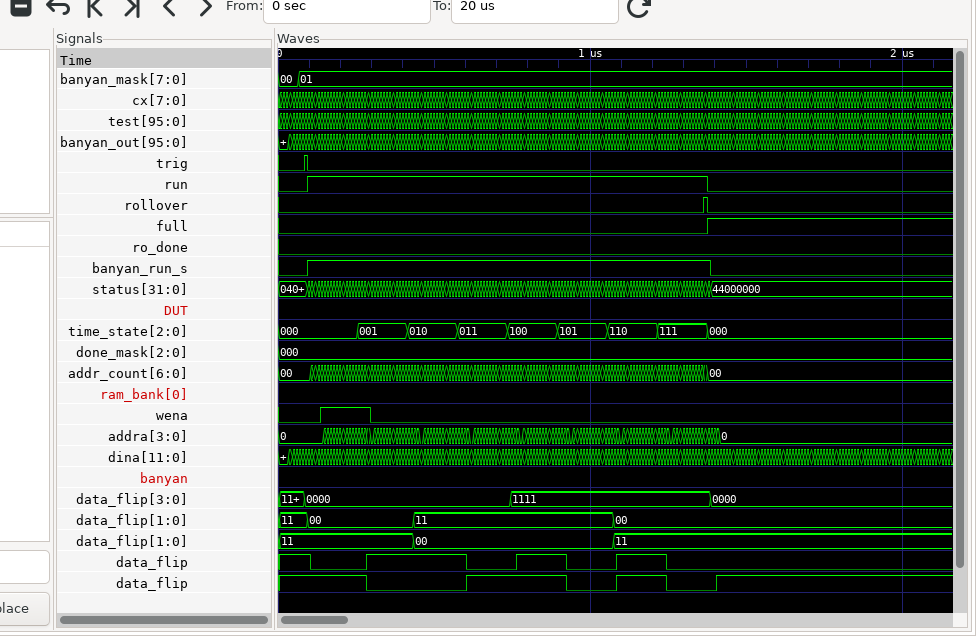 From: 0 sec To: 20 us
Signals Waves
Time 0 1 us 2 us
banyan_mask[7:0] 00 01
cx[7:0]
test[95:0]
banyan_out[95:0] +
trig
run
rollover
full
ro_done
banyan_run_s
status[31:0] 040+ 44000000
DUT
time_state[2:0] 000 001 010 011 100 101 110 111 000
done_mask[2:0] 000
addr_count[6:0] 00 00
ram_bank[0]
wena
addra[3:0] 0 0
dina[11:0] +
banyan
data_flip[3:0] 11+ 0000 1111 0000
data_flip[1:0] 11 00 11 00
data_flip[1:0] 11 00 11
data_flip
data_flip
place